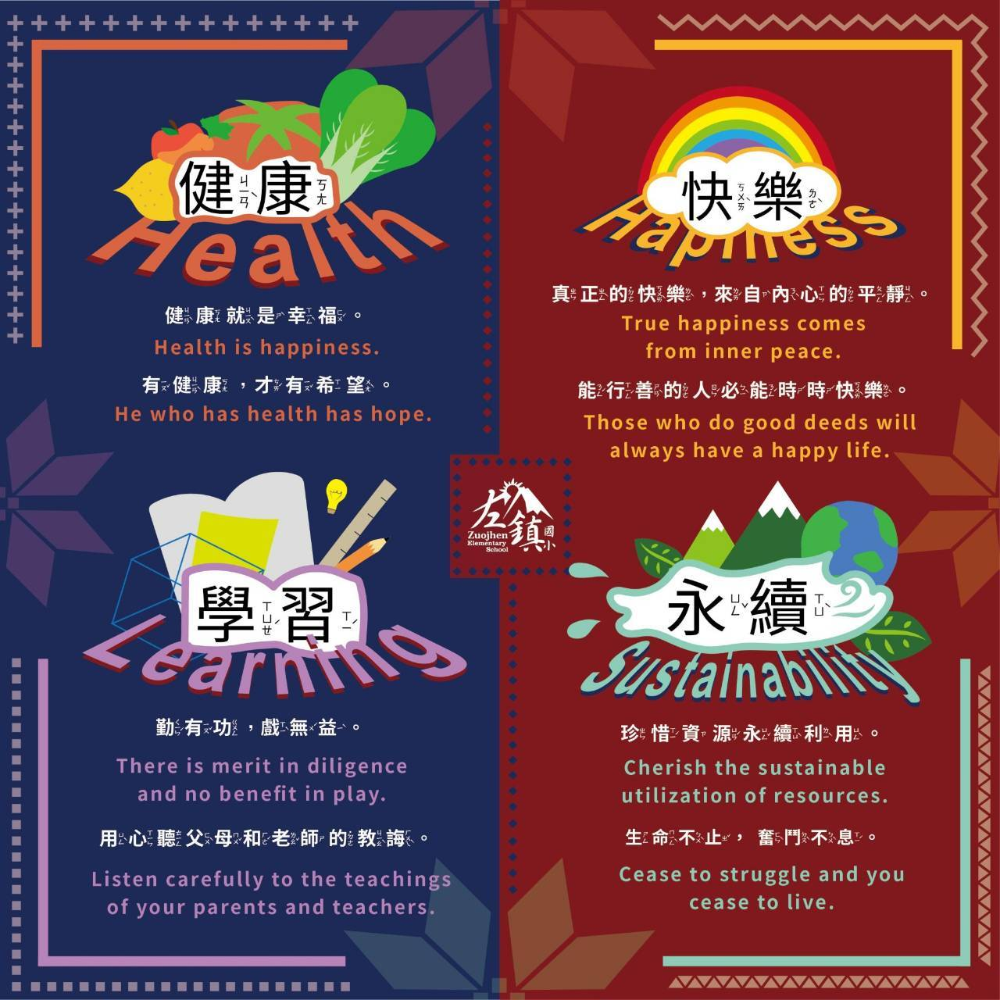 健康
Health
健康就是幸福。
Health is happiness.
有健康，才有希望。
He who has health has hope.
快樂
Happiness
真正的快樂，來自內心的平靜。
True happiness comes
from inner peace.
能行善的人必能時時快樂。
Those who do good deeds will
always have a happy life.
左鎮國小
Zuojhen
Elementary
School
學習
Learning
勤有功，戲無益。
There is merit in diligence
and no benefit in play.
用心聽父母和老師的教誨。
Listen carefully to the teachings
of your parents and teachers.
永續
Sustainability
珍惜資源永續利用。
Cherish the sustainable
utilization of resources.
生命不止，奮鬥不息。
Cease to struggle and you
cease to live.